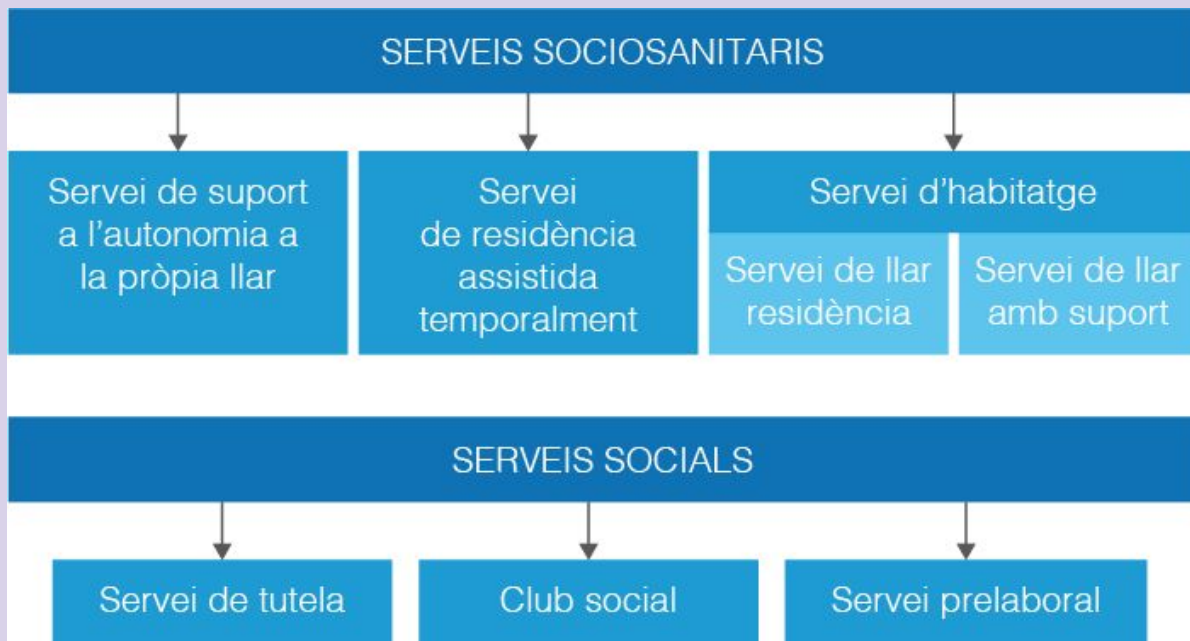 SERVEIS SOCIOSANITARIS
Servei de suport
a l'autonomia a
la pròpia llar
Servei
de residència
assistida
temporalment
Servei d'habitatge
Servei de llar
residència
Servei de llar
amb suport
SERVEIS SOCIALS
Servei de tutela
Club social
Servei prelaboral